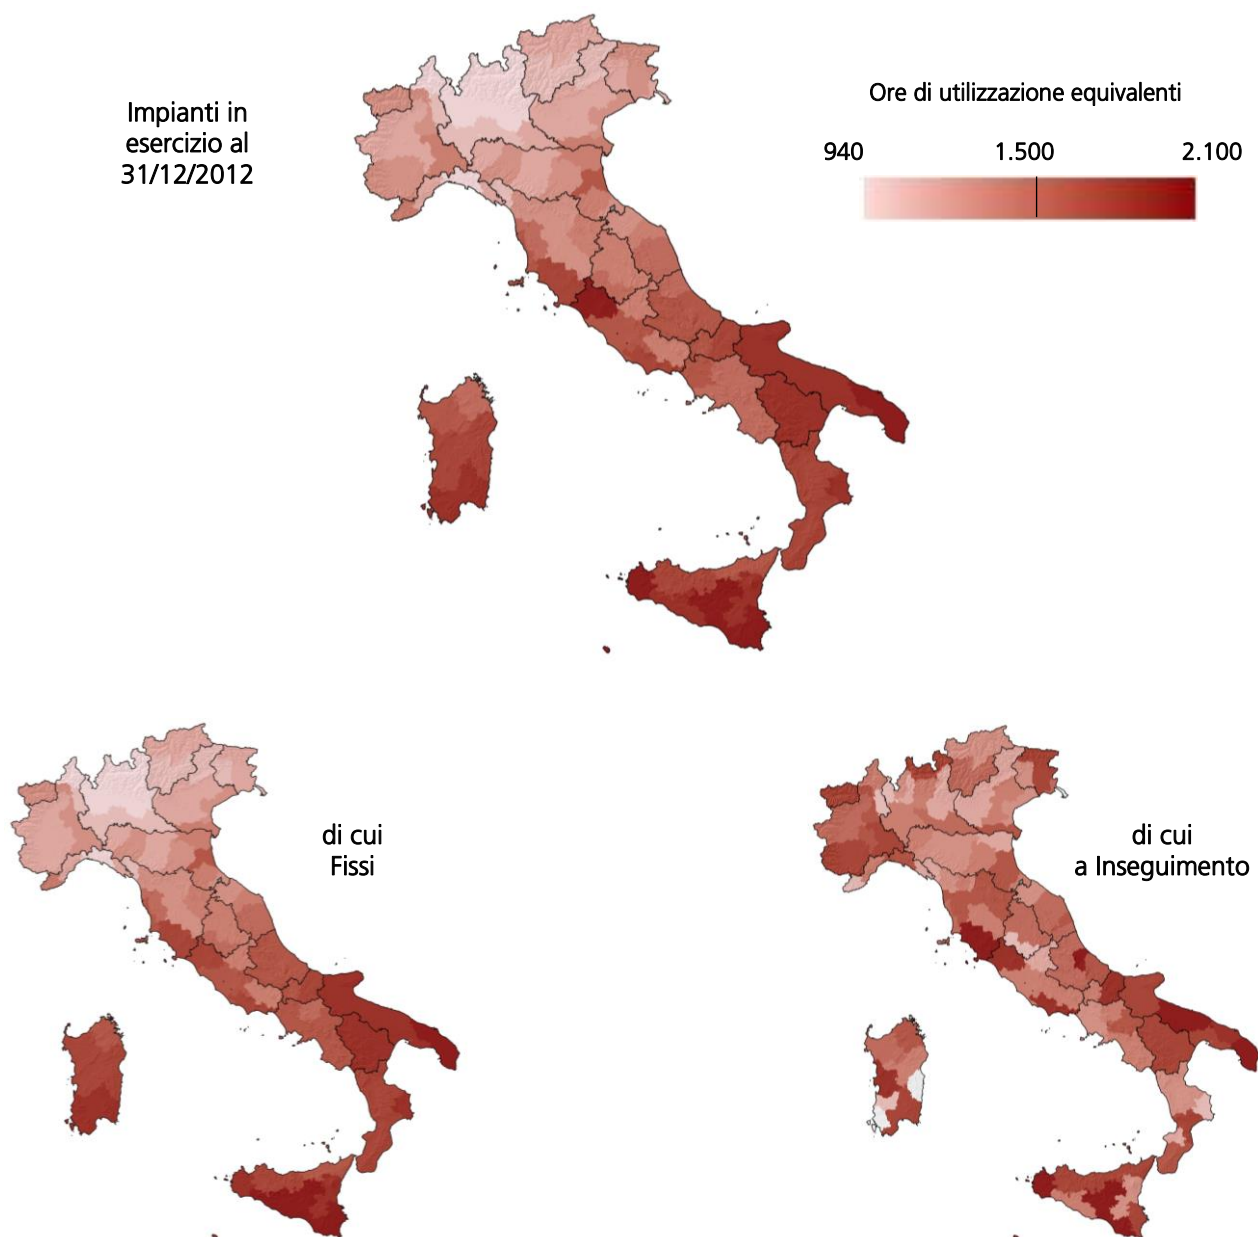 Impianti in
esercizio al
31/12/2012
Ore di utilizzazione equivalenti
940 1.500 2.100
di cui
Fissi
di cui
a Inseguimento